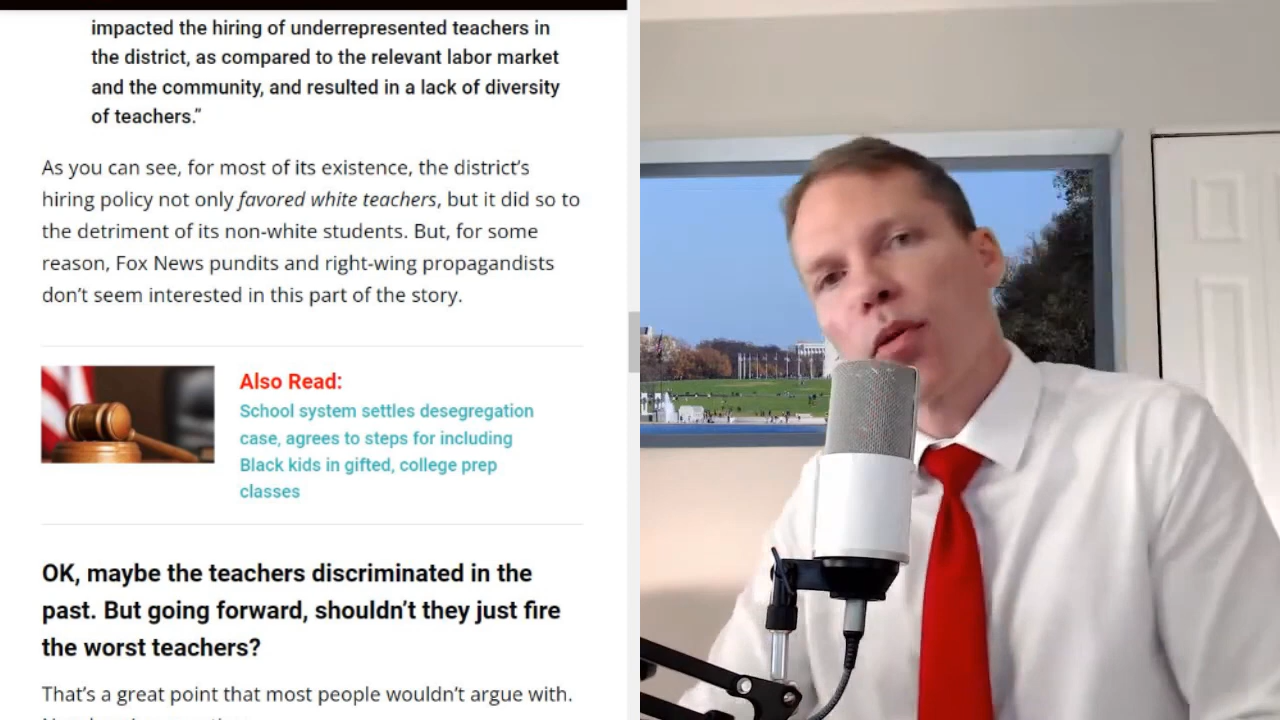 impacted the hiring of underrepresented teachers in
the district, as compared to the relevant labor market
and the community, and resulted in a lack of diversity
of teachers.”
As you can see, for most of its existence, the district’s
hiring policy not only favored white teachers, but it did so to
the detriment of its non-white students. But, for some
reason, Fox News pundits and right-wing propagandists
don’t seem interested in this part of the story.
Also Read:
School system settles desegregation
case, agrees to steps for including
Black kids in gifted, college prep
classes
OK, maybe the teachers discriminated in the
past. But going forward, shouldn’t they just fire
the worst teachers?
That’s a great point that most people wouldn’t argue with.